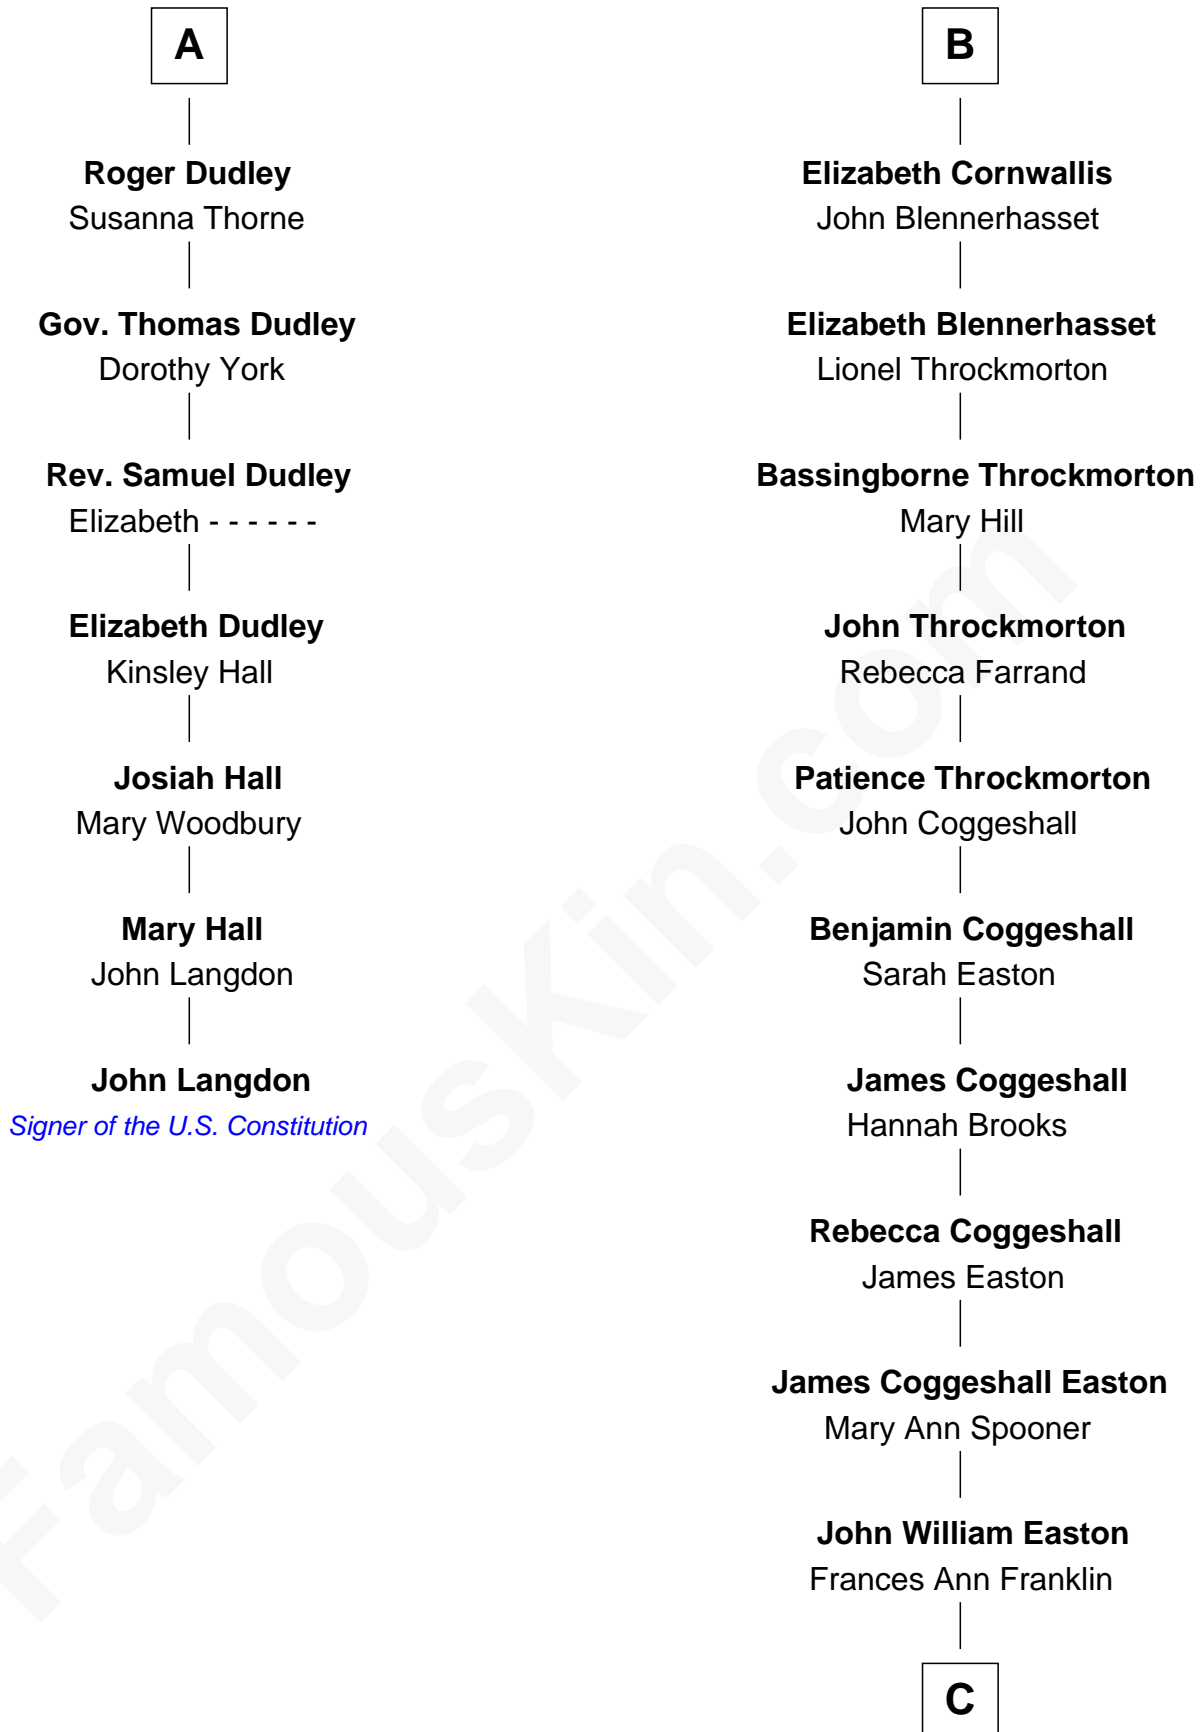 A
Roger Dudley
Susanna Thorne
Gov. Thomas Dudley
Dorothy York
Rev. Samuel Dudley
Elizabeth - - - - - -
Elizabeth Dudley
Kinsley Hall
Josiah Hall
Mary Woodbury
Mary Hall
John Langdon
John Langdon
Signer of the U.S. Constitution
B
Elizabeth Cornwallis
John Blennerhasset
Elizabeth Blennerhasset
Lionel Throckmorton
Bassingborne Throckmorton
Mary Hill
John Throckmorton
Rebecca Farrand
Patience Throckmorton
John Coggeshall
Benjamin Coggeshall
Sarah Easton
James Coggeshall
Hannah Brooks
Rebecca Coggeshall
James Easton
James Coggeshall Easton
Mary Ann Spooner
John William Easton
Frances Ann Franklin
C
FamousKin.com